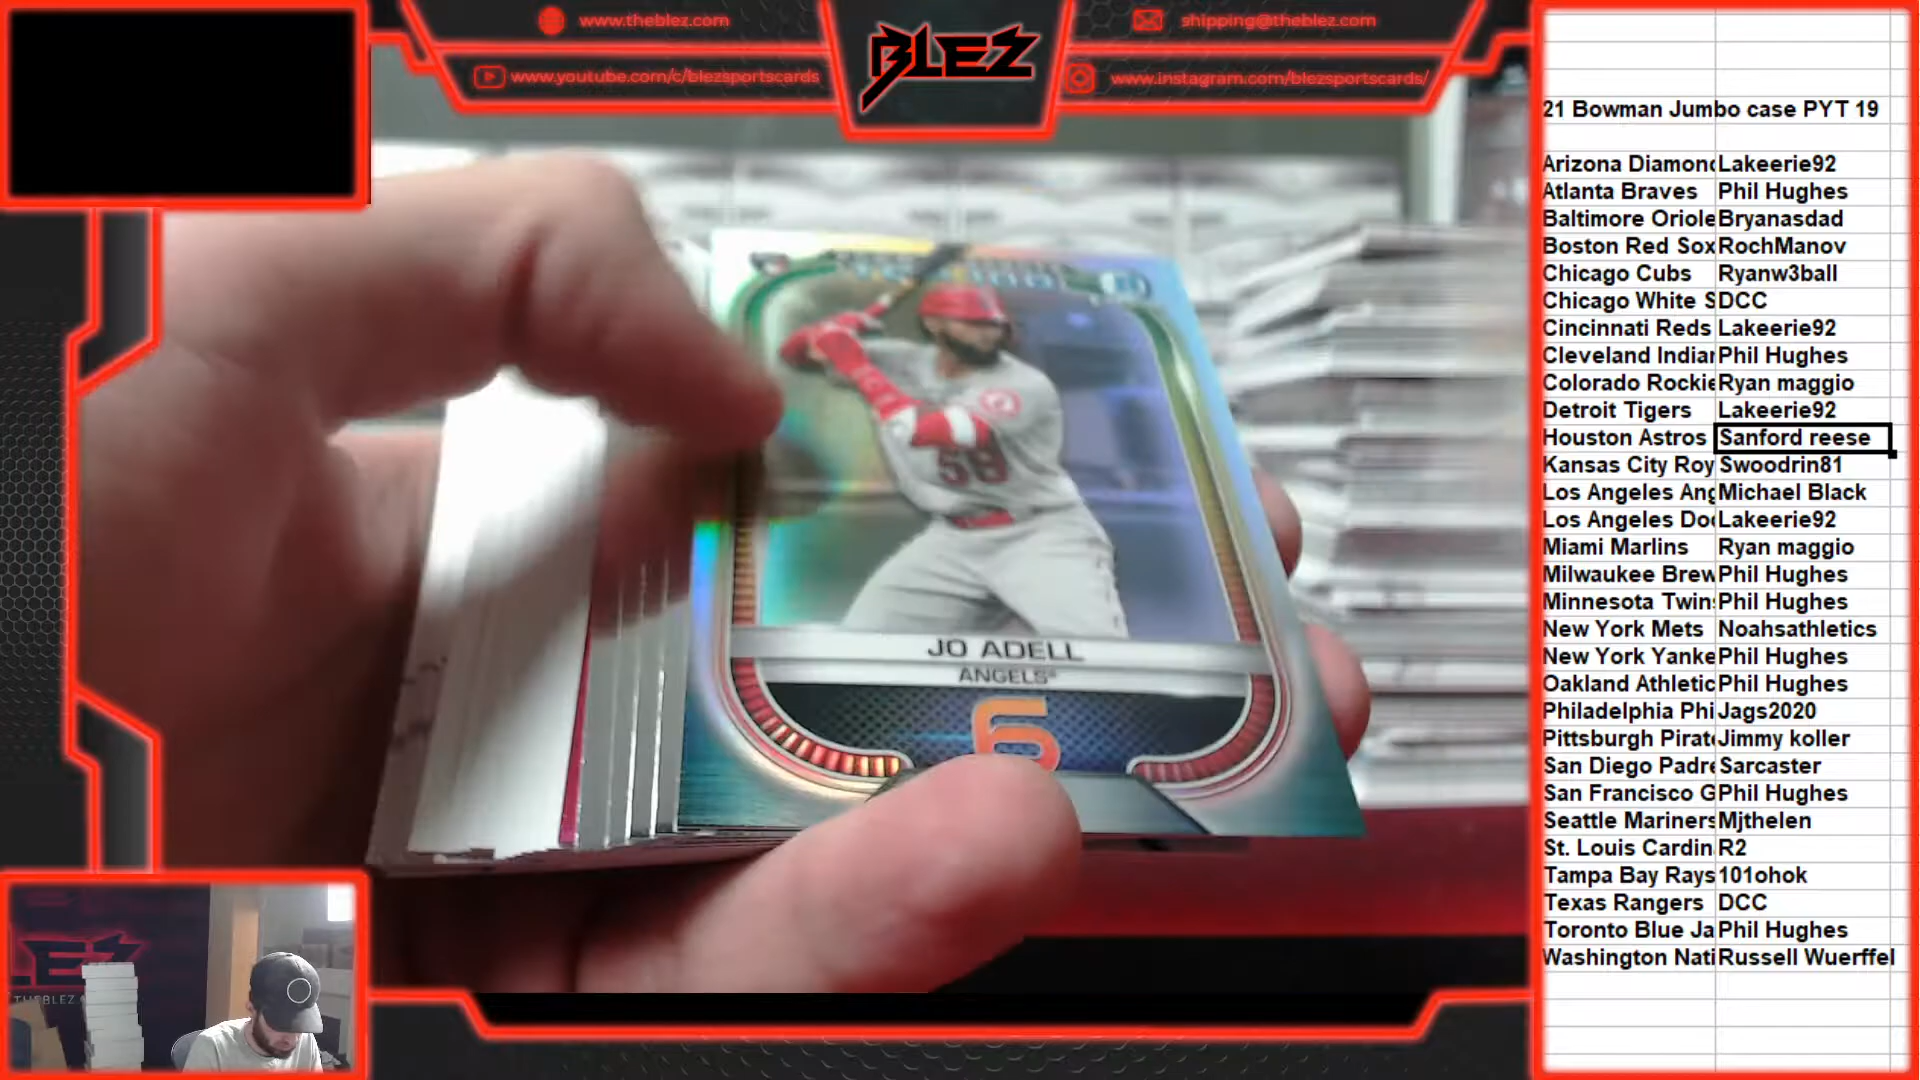 www.theblez.com
BLEZ
shipping@theblez.com
www.youtube.com/c/blezsportscards
www.instagram.com/blezsportscards/
21 Bowman Jumbo case PYT 19
Arizona Diamond Lakeerie92
Atlanta Braves Phil Hughes
Baltimore Oriole Bryanasdad
Boston Red Sox RochManov
Chicago Cubs Ryanw3ball
Chicago White S DCC
Cincinnati Reds Lakeerie92
Cleveland Indian Phil Hughes
Colorado Rockie Ryan maggio
Detroit Tigers Lakeerie92
Houston Astros Sanford reese
Kansas City Roy Swoodrin81
Los Angeles Ang Michael Black
Los Angeles Do Lakeerie92
Miami Marlins Ryan maggio
Milwaukee Brew Phil Hughes
Minnesota Twins Phil Hughes
New York Mets Noahsathletics
New York Yanke Phil Hughes
Oakland Athletic Phil Hughes
Philadelphia Phi Jags2020
Pittsburgh Pirate Jimmy koller
San Diego Padre Sarcaster
San Francisco G Phil Hughes
Seattle Mariners Mjthelen
St. Louis Cardin R2
Tampa Bay Rays 101ohok
Texas Rangers DCC
Toronto Blue Ja Phil Hughes
Washington Nati Russell Wuerffel
59
JO ADELL
ANGELS
6
THEBLEZ